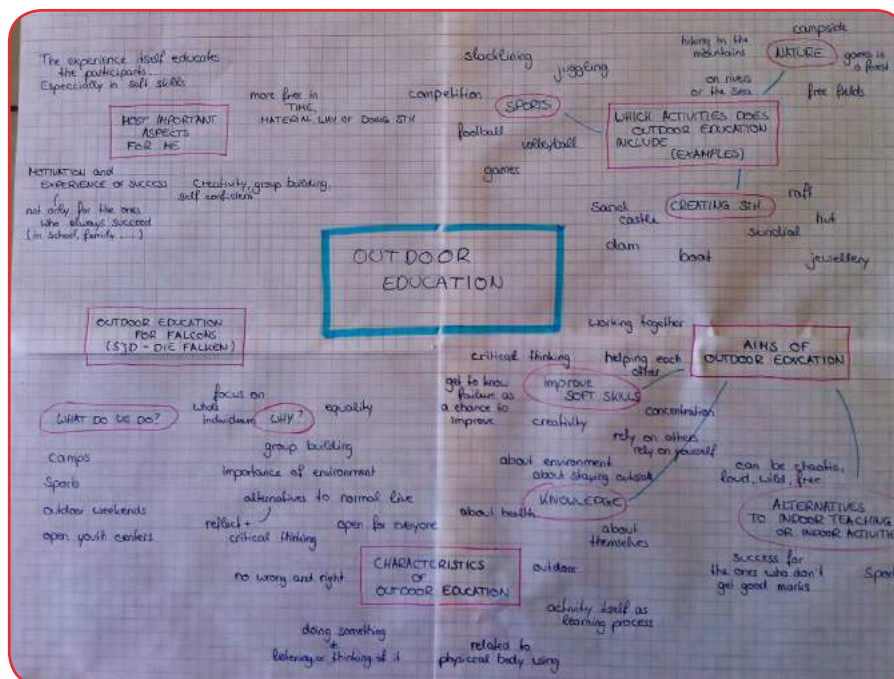 The experience itself educates
the participants...
Especcially in soft skills
MOST IMPORTANT
ASPECTS
FOR ME
more free in
TIME,
MATERIAL, WAY OF DOING STH
MOTIVATION and
EXPERIENCE OF SUCCESS
not only for the ones
who always succeed
(in school, family ....)
Creativity, group building,
self confidence
slacklining
juggling
competition
SPORTS
football
volleyball
games
campside
hiking in the
mountains
NATURE
games in
a forest
on river
or the sea
free fields
WHICH ACTIVITIES DOES
OUTDOOR EDUCATION
INCLUDE
(EXAMPLES)
CREATING STH.
raft
Sand
castle
hut
sundial
dam
boat
jewellery
OUTDOOR
EDUCATION
OUTDOOR EDUCATION
FOR FALCONS
(SJD - DIE FALKEN)
WHAT DO WE DO?
camps
Sports
outdoor weekends
open youth centers
focus on
whole
individuum
WHY?
equality
group building
importance of environment
alternatives to normal live
reflect +
critical thinking
open for everyone
working together
AIMS OF
OUTDOOR EDUCATION
critical thinking
helping each
other
improve
SOFT SKILLS
get to know
failure as
a chance to
improve
concentration
creativity
rely on others
rely on yourself
about environment
about staying outside
KNOWLEDGE
about health
about
themselves
can be chaotic,
loud, wild, free
ALTERNATIVES
TO INDOOR TEACHING
OR INDOOR ACTIVITIE
success for
the ones who don't
get good marks
Sport
CHARACTERISTICS
OF
OUTDOOR EDUCATION
no wrong and right
outdoor
activity itself as
learning process
doing something
listening or thinking of it
related to
physical body using